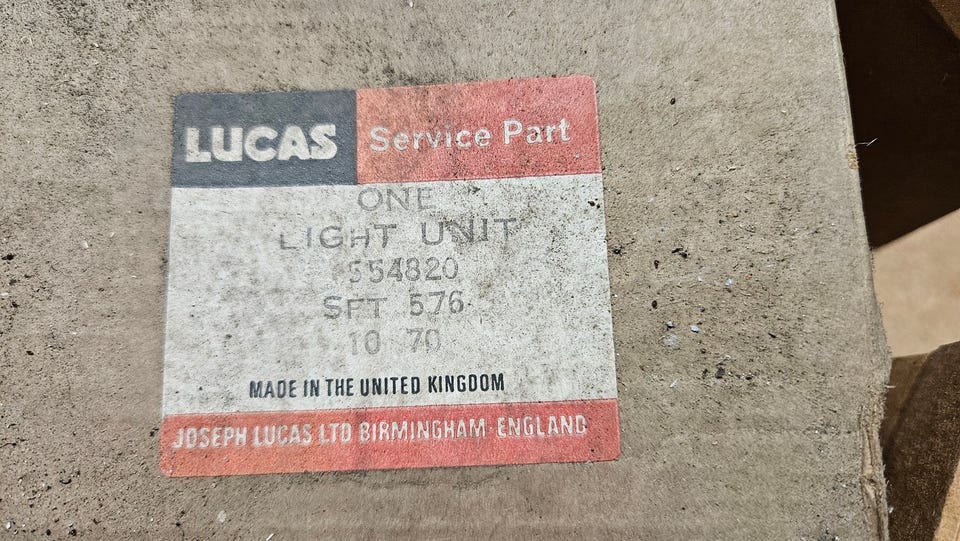 LUCAS Service Part
ONE
LIGHT UNIT
554820
SFT 576
10 70
MADE IN THE UNITED KINGDOM
JOSEPH LUCAS LTD BIRMINGHAM ENGLAND